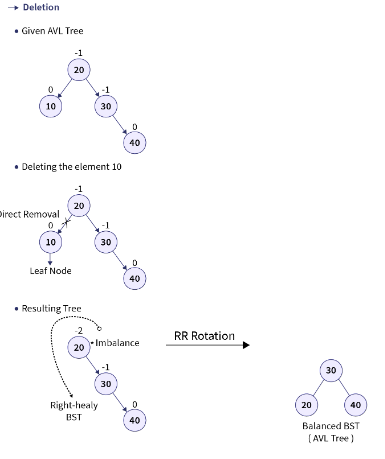 → Deletion
• Given AVL Tree
-1
20
0
-1
10
30
0
40
• Deleting the element 10
-1
20
Direct Removal
0
-1
10
30
Leaf Node
0
40
• Resulting Tree
-2
20
Imbalance
RR Rotation
-1
30
30
Right-healy
BST
0
40
20
40
Balanced BST
( AVL Tree )